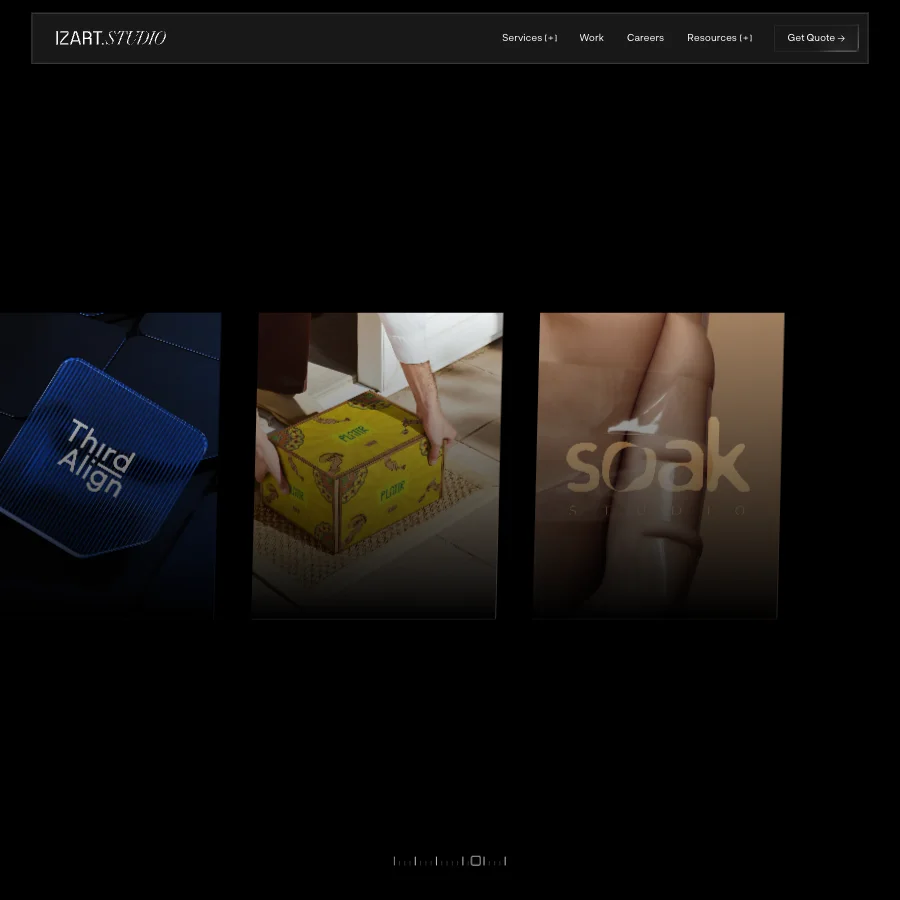 IZART.STUDIO
Services [+]
Work
Careers
Resources [+]
Get Quote →
Third
Align
soak
STUDIO